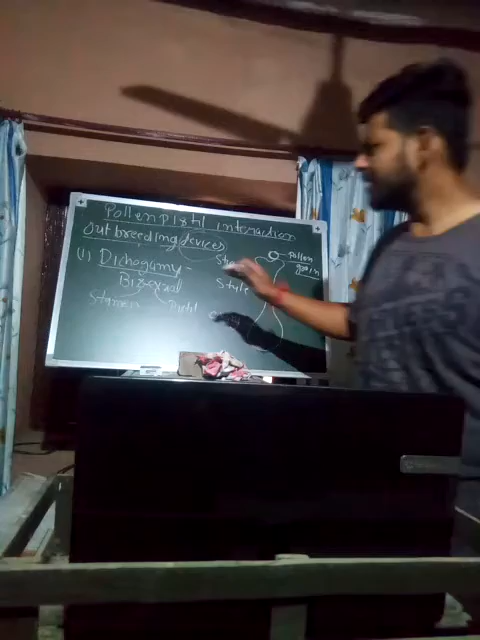 Pollen pistil interaction
Outbreeding devices
(1) Dichogamy -
Bisexual
Stamen
Pistil
Style
Pollen
grain